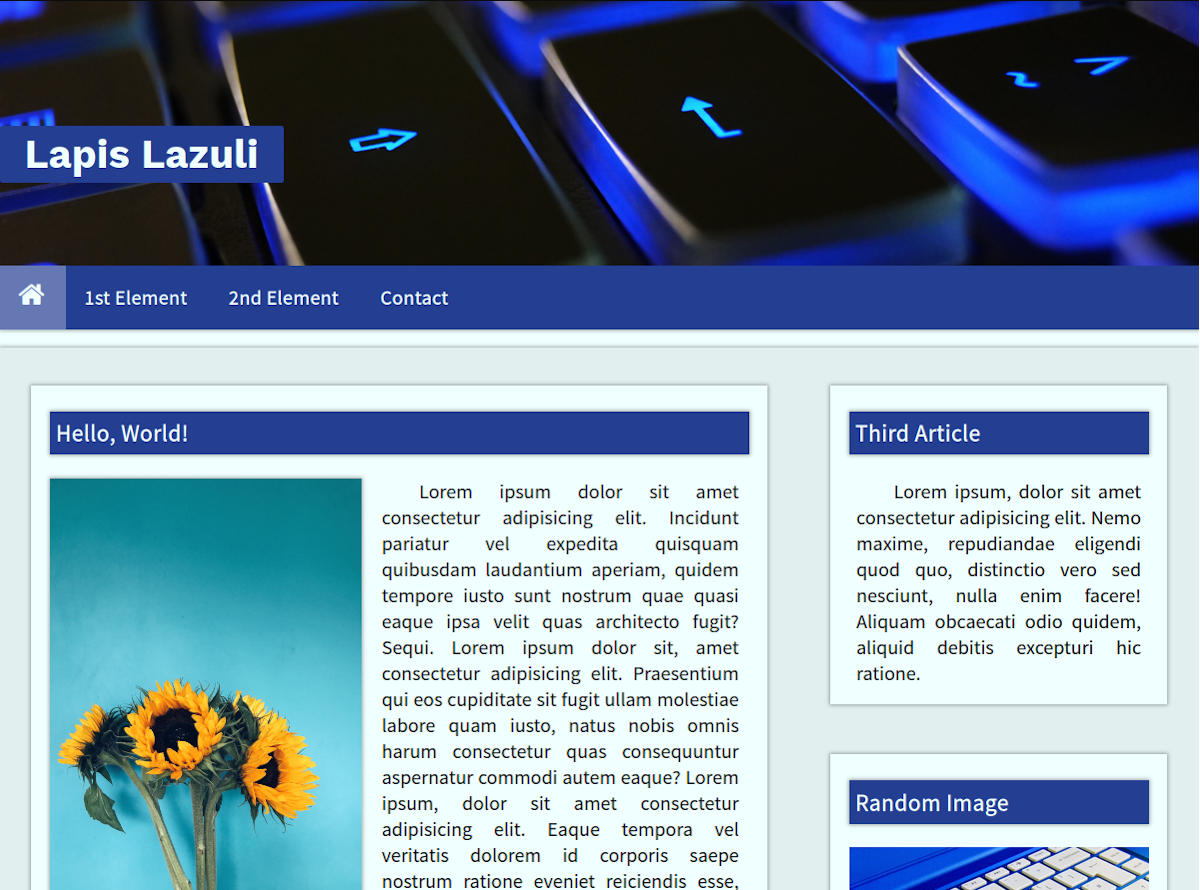 Lapis Lazuli
1st Element
2nd Element
Contact
Hello, World!
Lorem ipsum dolor sit amet
consectetur adipisicing elit. Incidunt
pariatur vel expedita quisquam
quibusdam laudantium aperiam, quidem
tempore iusto sunt nostrum quae quasi
eaque ipsa velit quas architecto fugit?
Sequi. Lorem ipsum dolor sit, amet
consectetur adipisicing elit. Praesentium
qui eos cupiditate sit fugit ullam molestiae
labore quam iusto, natus nobis omnis
harum consectetur quas consequuntur
aspernatur commodi autem eaque? Lorem
ipsum, dolor sit amet consectetur
adipisicing elit. Eaque tempora vel
veritatis dolorem id corporis saepe
nostrum ratione eveniet reiciendis esse,
Third Article
Lorem ipsum, dolor sit amet
consectetur adipisicing elit. Nemo
maxime, repudiandae eligendi
quod quo, distinctio vero sed
nesciunt, nulla enim facere!
Aliquam obcaecati odio quidem,
aliquid debitis excepturi hic
ratione.
Random Image